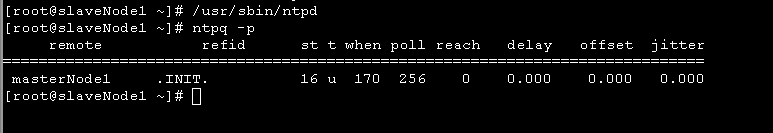 [root@slaveNode1 ~]# /usr/sbin/ntpd
[root@slaveNode1 ~]# ntpq -p
     remote           refid      st t when poll reach   delay   offset  jitter
==============================================================================
 masterNode1     .INIT.          16 u  170  256    0    0.000    0.000   0.000
[root@slaveNode1 ~]#